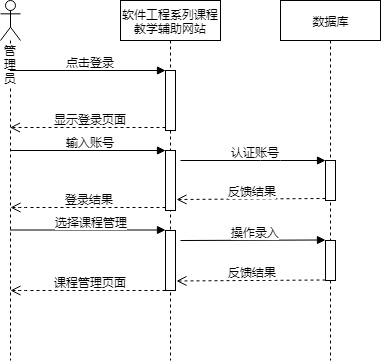 软件工程系列课程
教学辅助网站
数据库
管理员
点击登录
显示登录页面
输入账号
认证账号
反馈结果
登录结果
选择课程管理
操作录入
反馈结果
课程管理页面